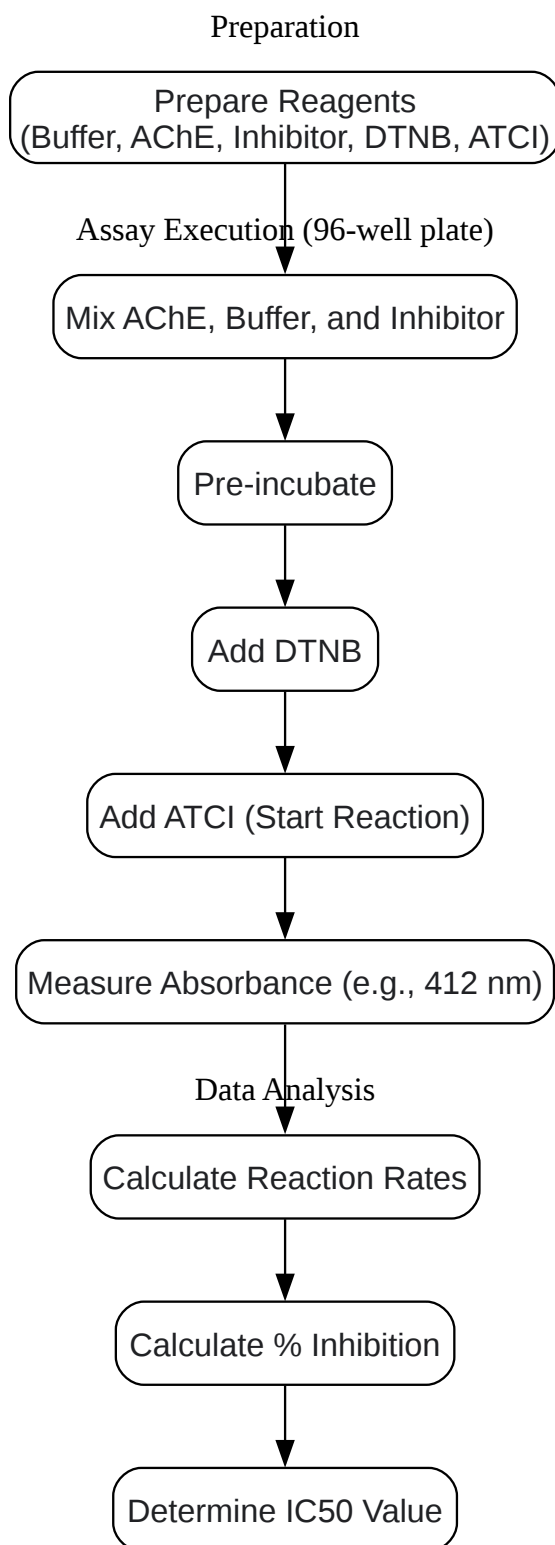 Preparation
Prepare Reagents
(Buffer, AChE, Inhibitor, DTNB, ATCI)
Assay Execution (96-well plate)
Mix AChE, Buffer, and Inhibitor
Pre-incubate
Add DTNB
Add ATCI (Start Reaction)
Measure Absorbance (e.g., 412 nm)
Data Analysis
Calculate Reaction Rates
Calculate % Inhibition
Determine IC50 Value